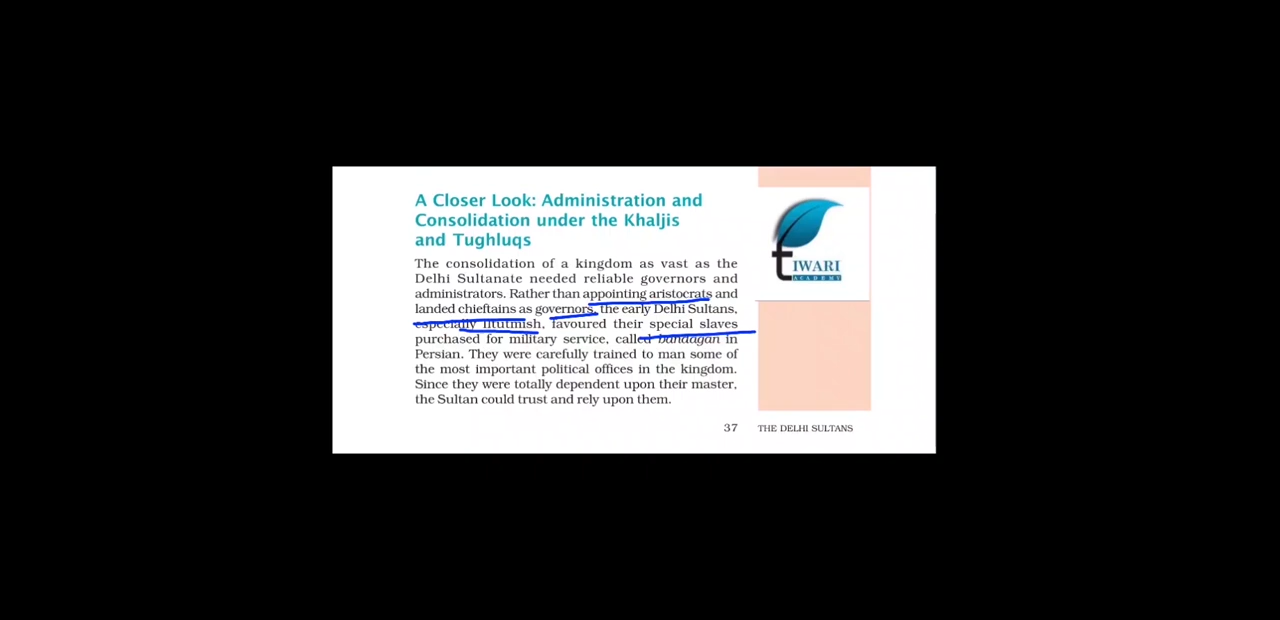 A Closer Look: Administration and
Consolidation under the Khaljis
and Tughluqs
The consolidation of a kingdom as vast as the
Delhi Sultanate needed reliable governors and
administrators. Rather than appointing aristocrats and
landed chieftains as governors, the early Delhi Sultans,
especially Iltutmish, favoured their special slaves
purchased for military service, called bandagan in
Persian. They were carefully trained to man some of
the most important political offices in the kingdom.
Since they were totally dependent upon their master,
the Sultan could trust and rely upon them.
37 THE DELHI SULTANS
tIWARI
ACADEMY